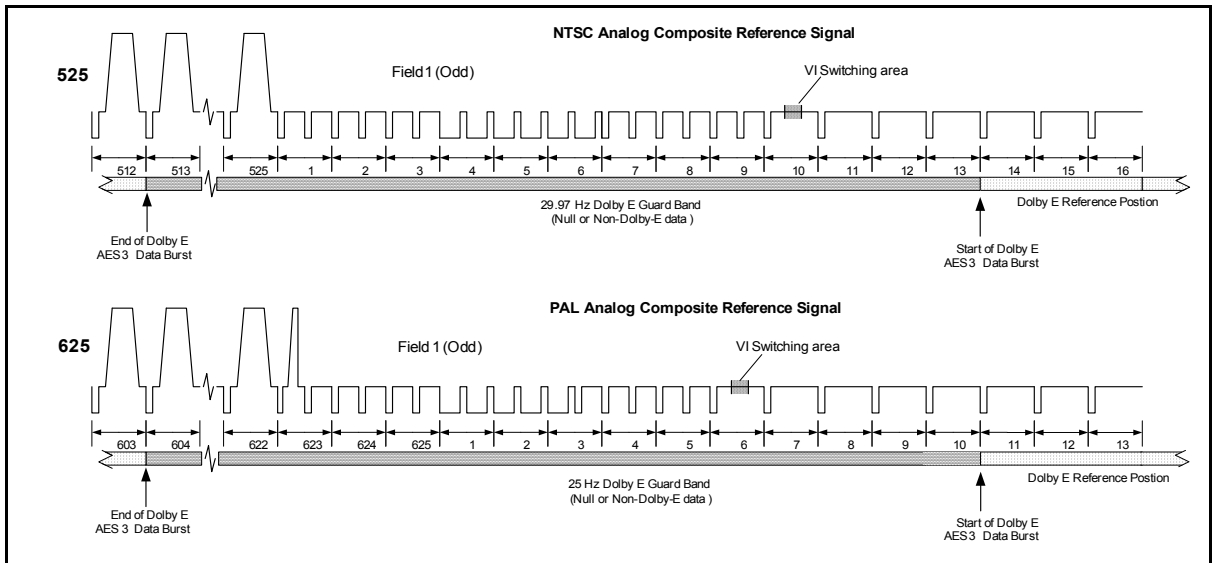 NTSC Analog Composite Reference Signal
525
Field 1 (Odd)
VI Switching area
512 513 525 1 2 3 4 5 6 7 8 9 10 11 12 13 14 15 16
29.97 Hz Dolby E Guard Band
(Null or Non-Dolby-E data )
Dolby E Reference Postion
End of Dolby E
AES3 Data Burst
Start of Dolby E
AES3 Data Burst
PAL Analog Composite Reference Signal
625
Field 1 (Odd)
VI Switching area
603 604 622 623 624 625 1 2 3 4 5 6 7 8 9 10 11 12 13
25 Hz Dolby E Guard Band
(Null or Non-Dolby-E data )
Dolby E Reference Postion
End of Dolby E
AES 3 Data Burst
Start of Dolby E
AES3 Data Burst